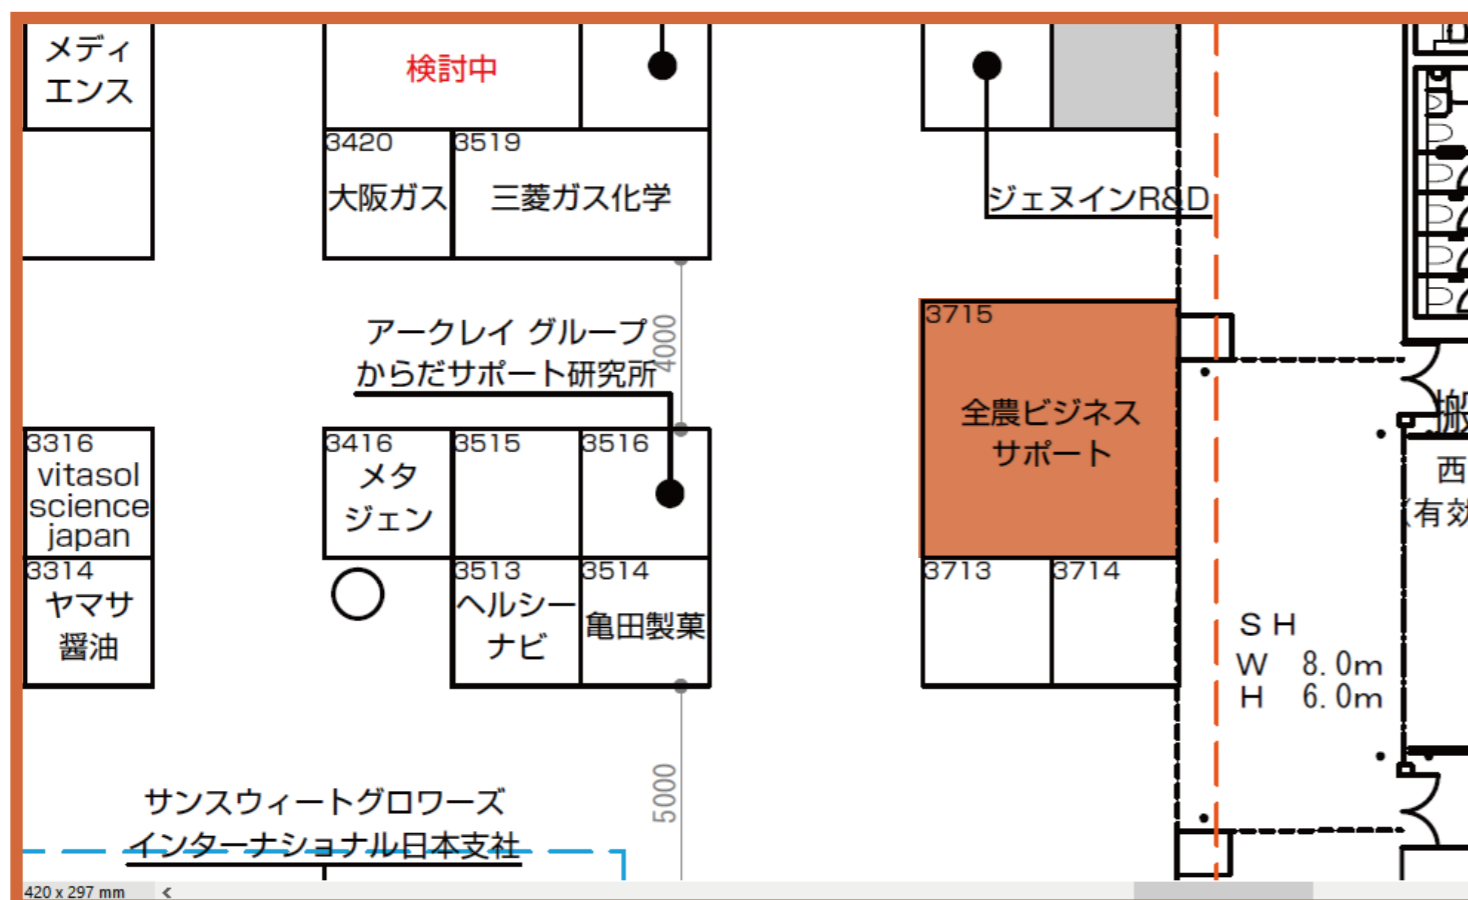 メディ
エンス
検討中
3420
大阪ガス
3519
三菱ガス化学
ジェヌインR&D
アークレイ グループ
からだサポート研究所
4000
3715
全農ビジネス
サポート
搬
西
(有効
3316
vitasol
science
japan
3416
メタ
ジェン
3515
3516
3314
ヤマサ
醤油
3513
ヘルシー
ナビ
3514
亀田製菓
3713
3714
S H
W 8.0m
H 6.0m
5000
サンスウィートグロワーズ
インターナショナル日本支社
420 x 297 mm